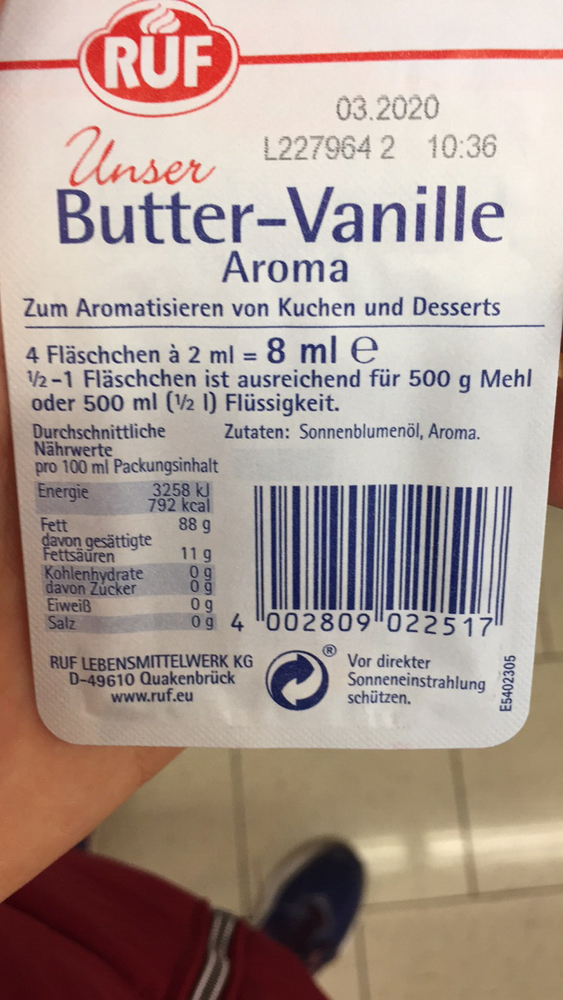 RUF
03.2020
L227964 2 10:36
Unser
Butter-Vanille
Aroma
Zum Aromatisieren von Kuchen und Desserts
4 Fläschchen à 2 ml = 8 ml ℮
½-1 Fläschchen ist ausreichend für 500 g Mehl
oder 500 ml (½ l) Flüssigkeit.
Durchschnittliche
Nährwerte
pro 100 ml Packungsinhalt
Energie 3258 kJ
792 kcal
Fett 88 g
davon gesättigte
Fettsäuren 11 g
Kohlenhydrate 0 g
davon Zucker 0 g
Eiweiß 0 g
Salz 0 g
Zutaten: Sonnenblumenöl, Aroma.
4 002809 022517
RUF LEBENSMITTELWERK KG
D-49610 Quakenbrück
www.ruf.eu
®
Vor direkter
Sonneneinstrahlung
schützen.
E5402305